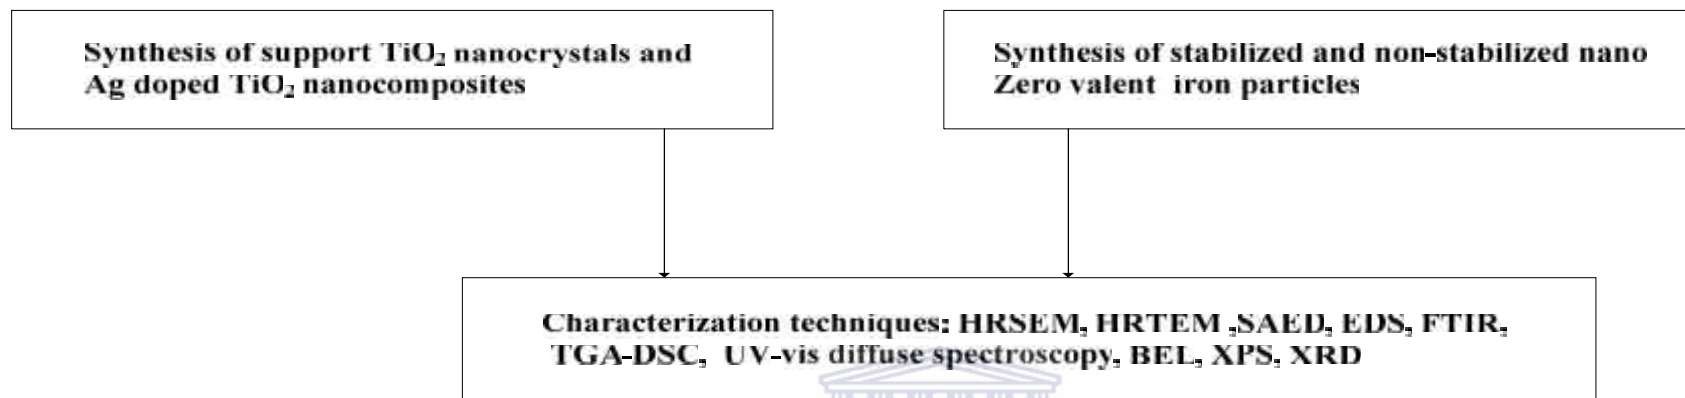 Synthesis of support TiO₂ nanocrystals and
Ag doped TiO₂ nanocomposites
Synthesis of stabilized and non-stabilized nano
Zero valent iron particles
Characterization techniques: HRSEM, HRTEM ,SAED, EDS, FTIR,
TGA-DSC, UV-vis diffuse spectroscopy, BEL, XPS, XRD